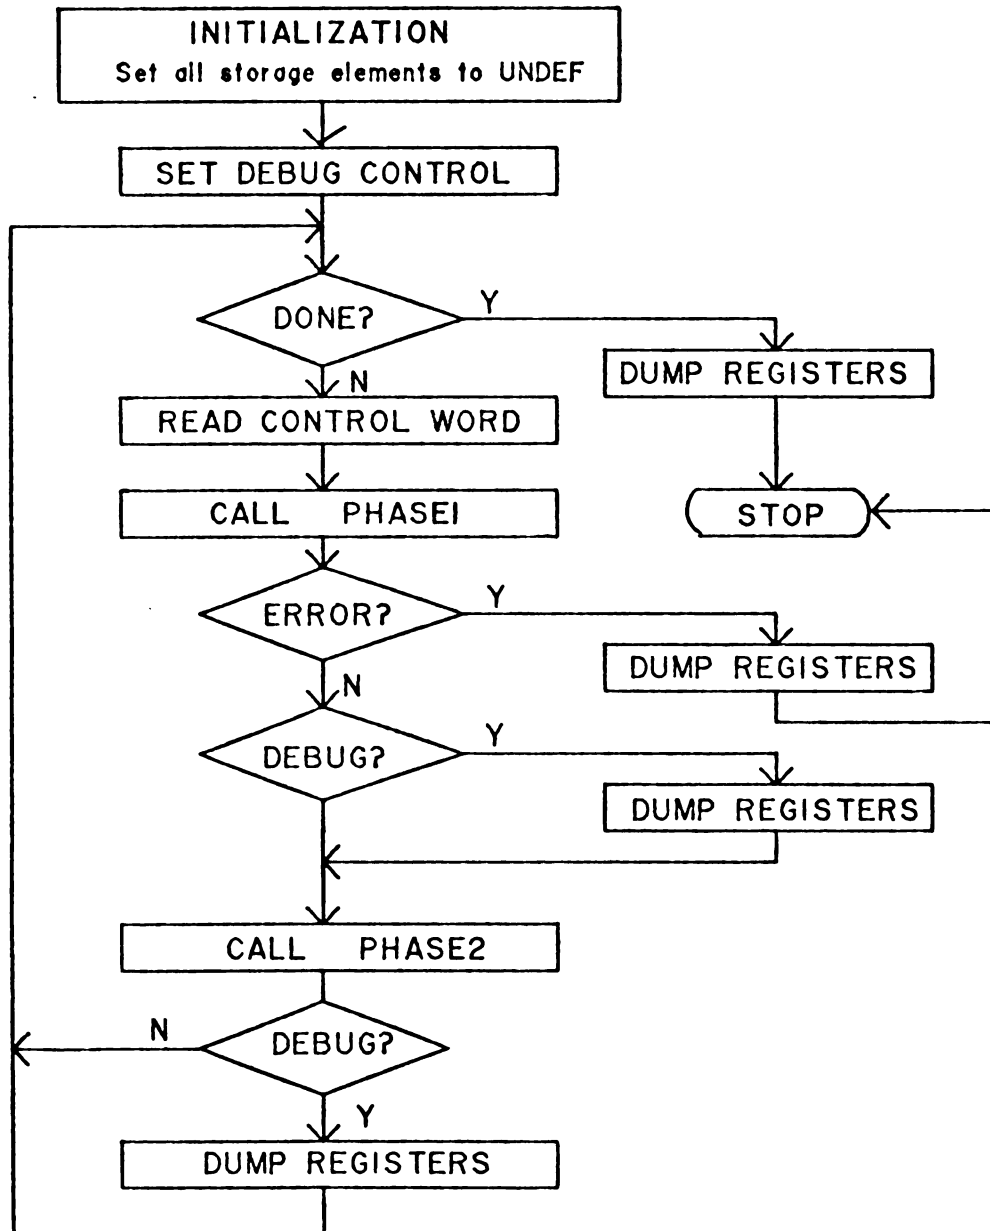 INITIALIZATION
Set all storage elements to UNDEF
SET DEBUG CONTROL
DONE?
Y
DUMP REGISTERS
N
READ CONTROL WORD
CALL PHASE1
STOP
ERROR?
Y
DUMP REGISTERS
N
DEBUG?
Y
DUMP REGISTERS
CALL PHASE2
DEBUG?
N
Y
DUMP REGISTERS